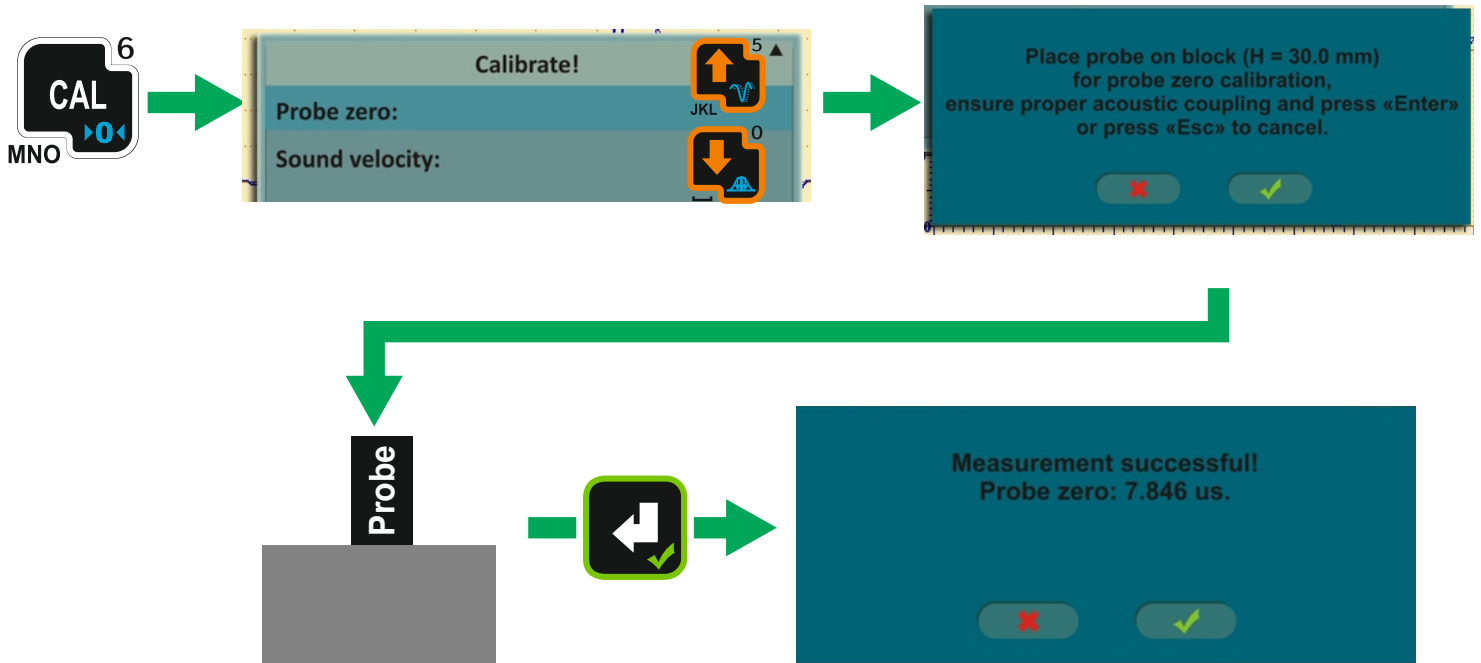 6
CAL
0
MNO
Calibrate!
5
Probe zero:
JKL
0
Sound velocity:
Place probe on block (H = 30.0 mm)
for probe zero calibration,
ensure proper acoustic coupling and press «Enter»
or press «Esc» to cancel.
Probe
Measurement successful!
Probe zero: 7.846 us.